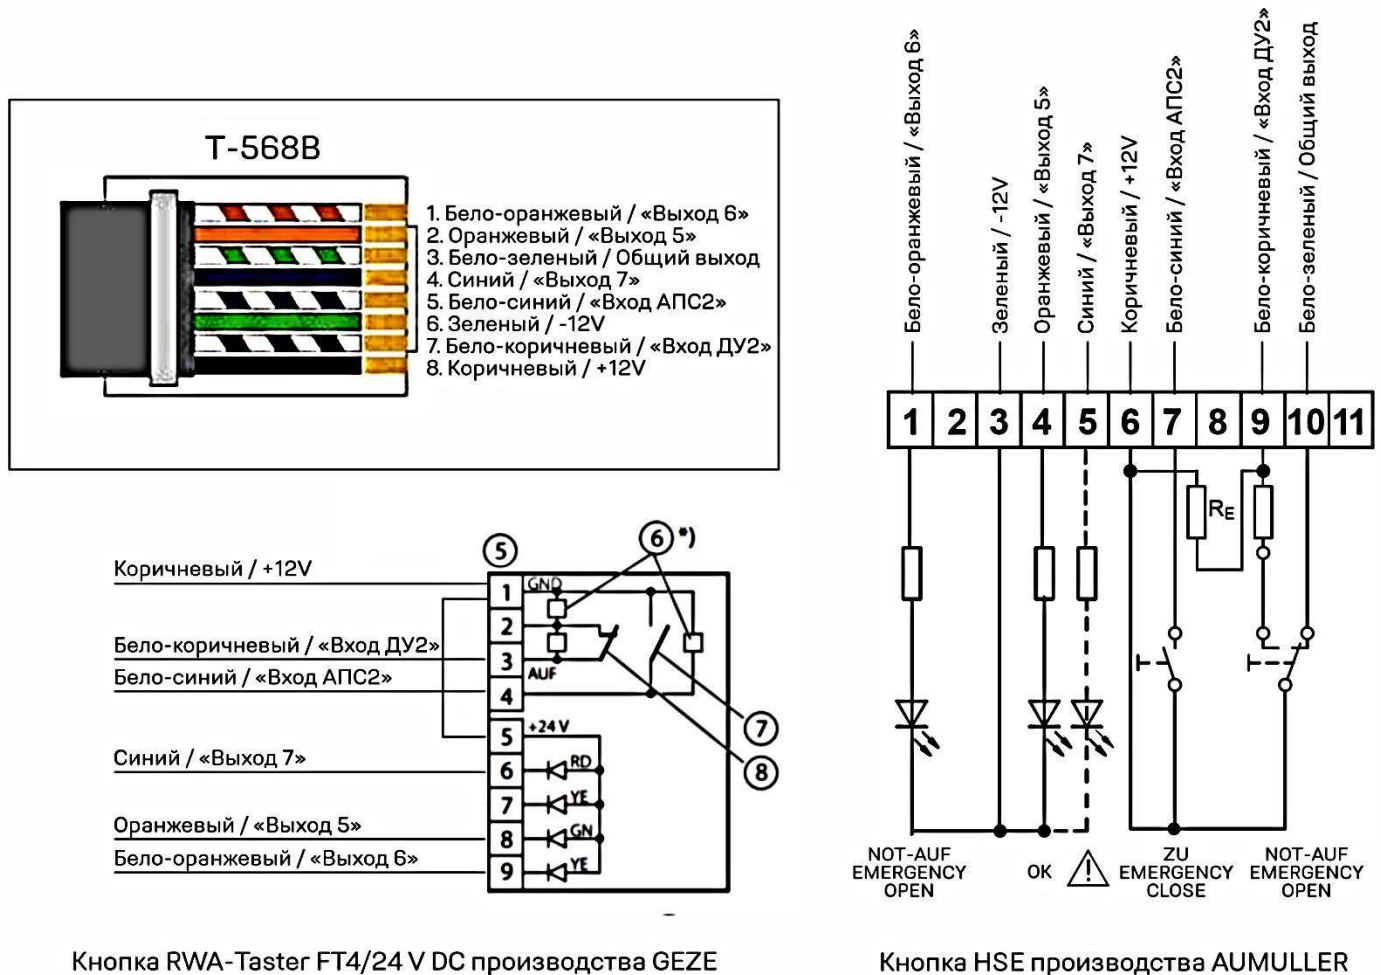 T-568B
1. Бело-оранжевый / «Выход 6»
2. Оранжевый / «Выход 5»
3. Бело-зеленый / Общий выход
4. Синий / «Выход 7»
5. Бело-синий / «Вход АПС2»
6. Зеленый / -12V
7. Бело-коричневый / «Вход ДУ2»
8. Коричневый / +12V
Коричневый / +12V
Бело-коричневый / «Вход ДУ2»
Бело-синий / «Вход АПС2»
Синий / «Выход 7»
Оранжевый / «Выход 5»
Бело-оранжевый / «Выход 6»
5
6 *)
1 GND
2
3
AUF
4
5 +24 V
6 RD
7 YE
8 GN
9 YE
7
8
Кнопка RWA-Taster FT4/24 V DC производства GEZE
Бело-оранжевый / «Выход 6»
Зеленый / -12V
Оранжевый / «Выход 5»
Синий / «Выход 7»
Коричневый / +12V
Бело-синий / «Вход АПС2»
Бело-коричневый / «Вход ДУ2»
Бело-зеленый / Общий выход
1 2 3 4 5 6 7 8 9 10 11
RE
NOT-AUF
EMERGENCY
OPEN
OK
ZU
EMERGENCY
CLOSE
NOT-AUF
EMERGENCY
OPEN
Кнопка HSE производства AUMULLER